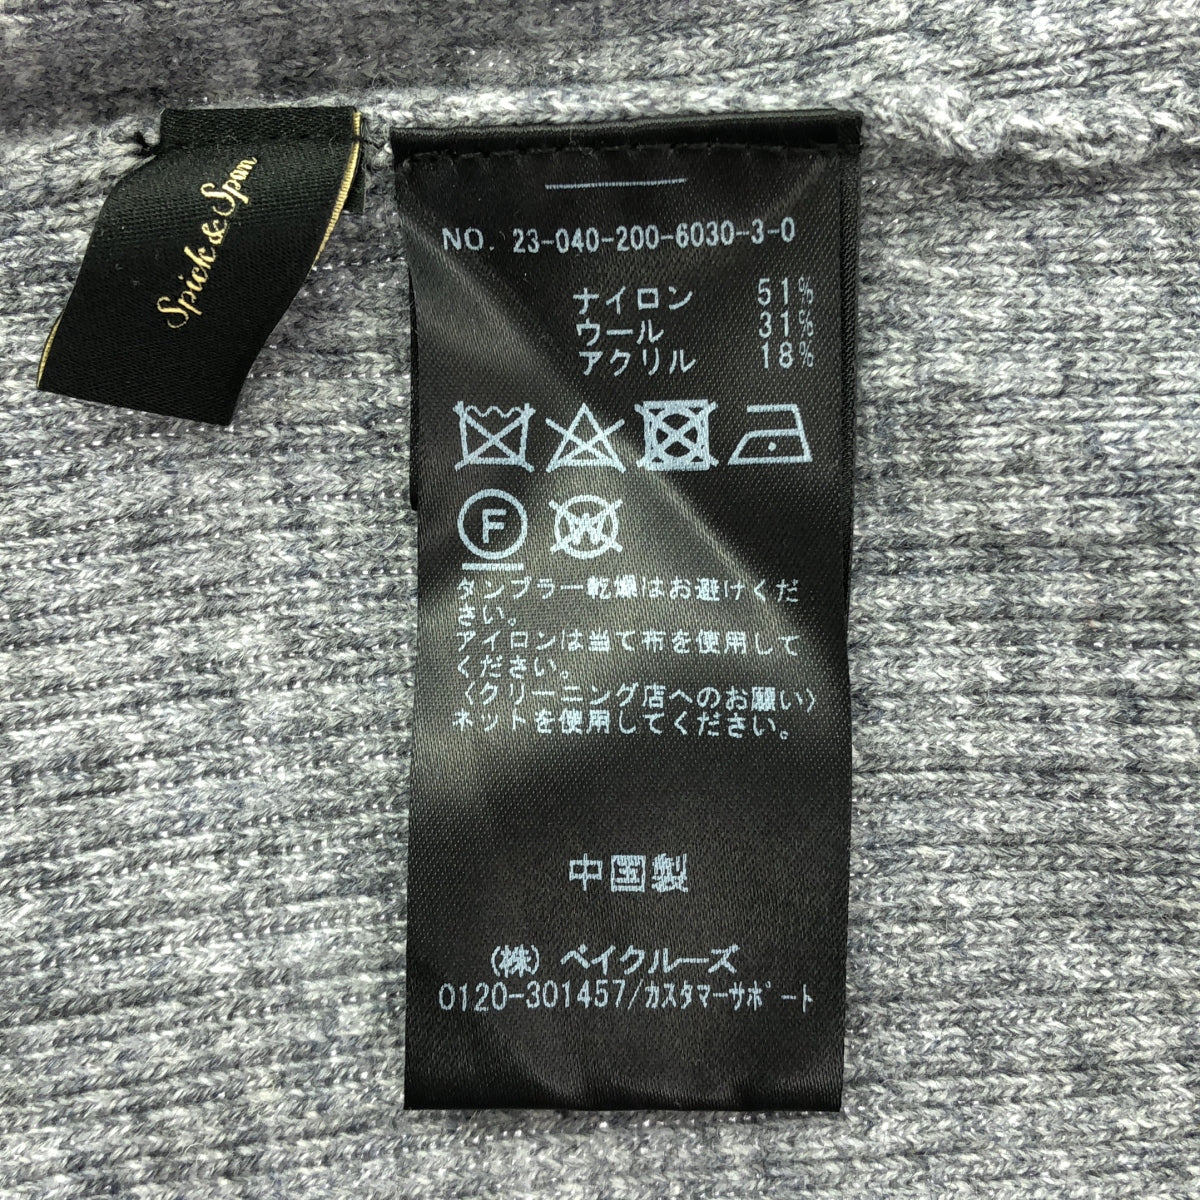 Spick & Span
NO. 23-040-200-6030-3-0
ナイロン 51%
ウール 31%
アクリル 18%
F
W
タンブラー乾燥はお避けくだ
さい。
アイロンは当て布を使用して
ください。
〈クリーニング店へのお願い〉
ネットを使用してください。
中国製
(株) ベイクルーズ
0120-301457/カスタマーサポート